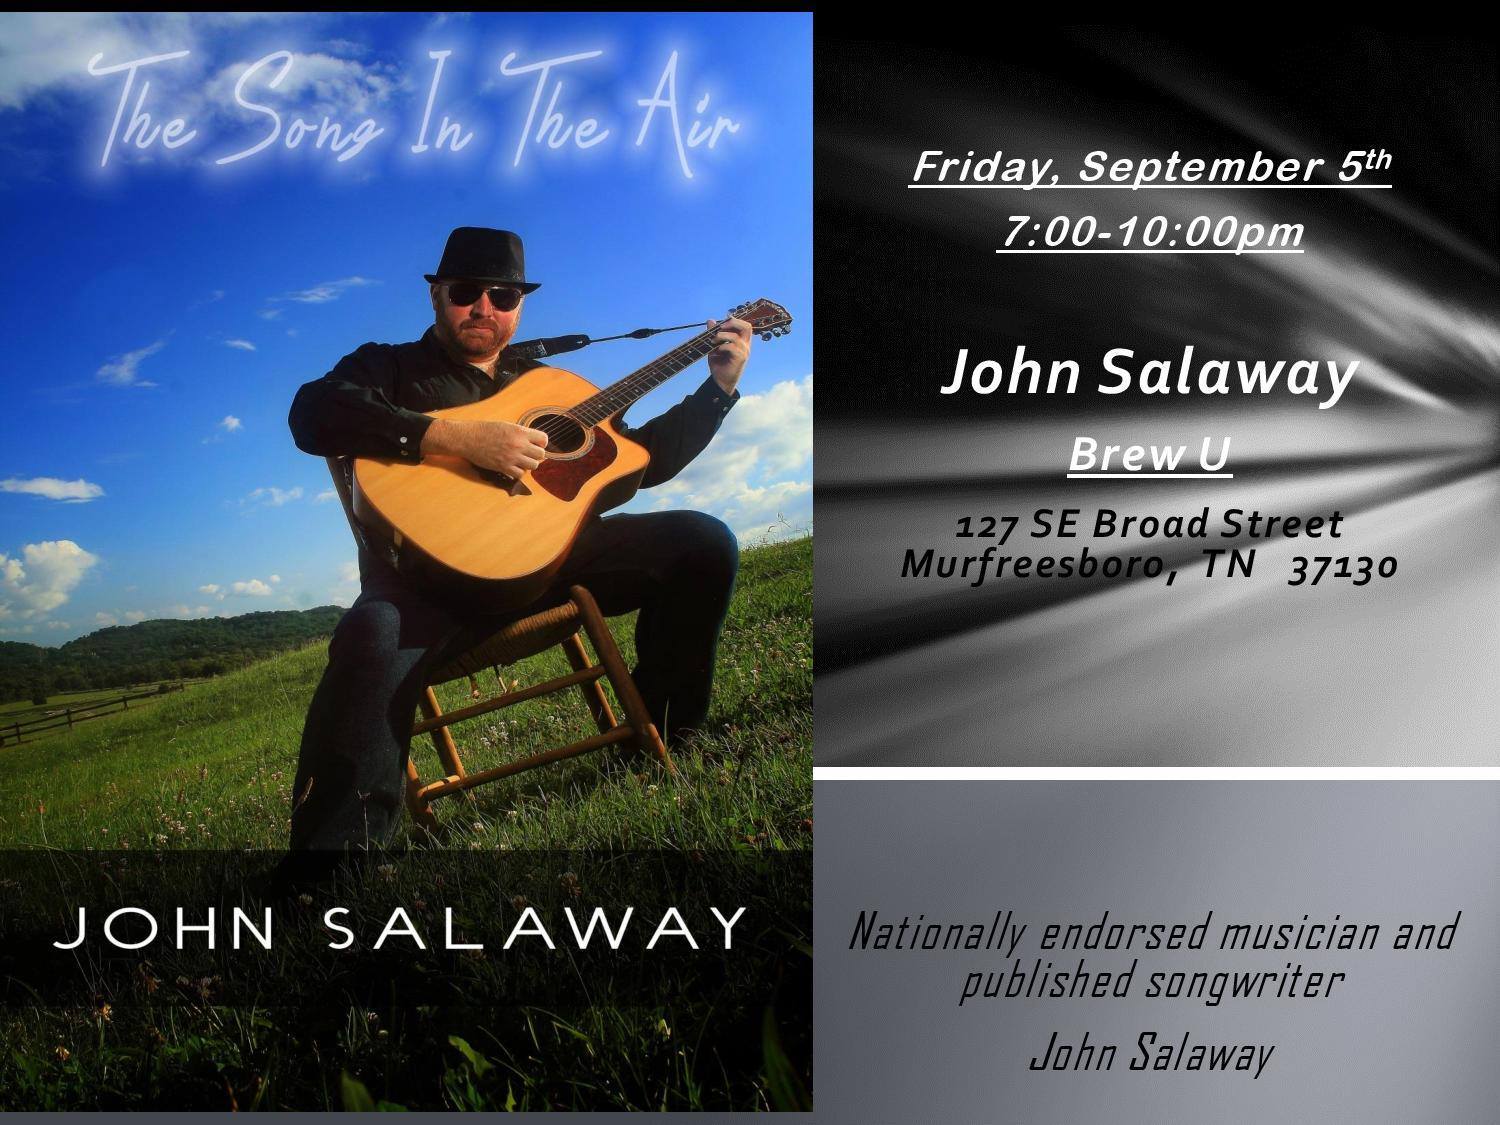 The Song In The Air
JOHN SALAWAY
Friday, September 5th
7:00-10:00pm
John Salaway
Brew U
127 SE Broad Street
Murfreesboro, TN 37130
Nationally endorsed musician and
published songwriter
John Salaway